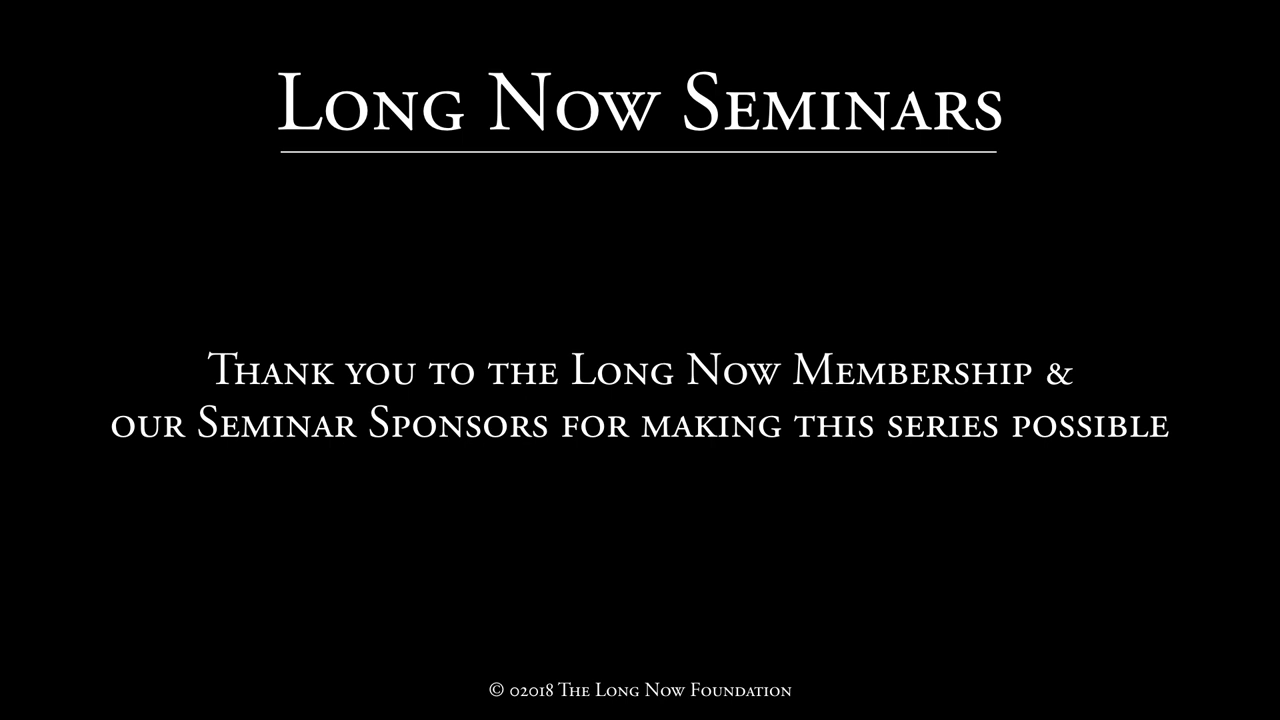 Long Now Seminars
Thank you to the Long Now Membership &
our Seminar Sponsors for making this series possible
© 02018 The Long Now Foundation